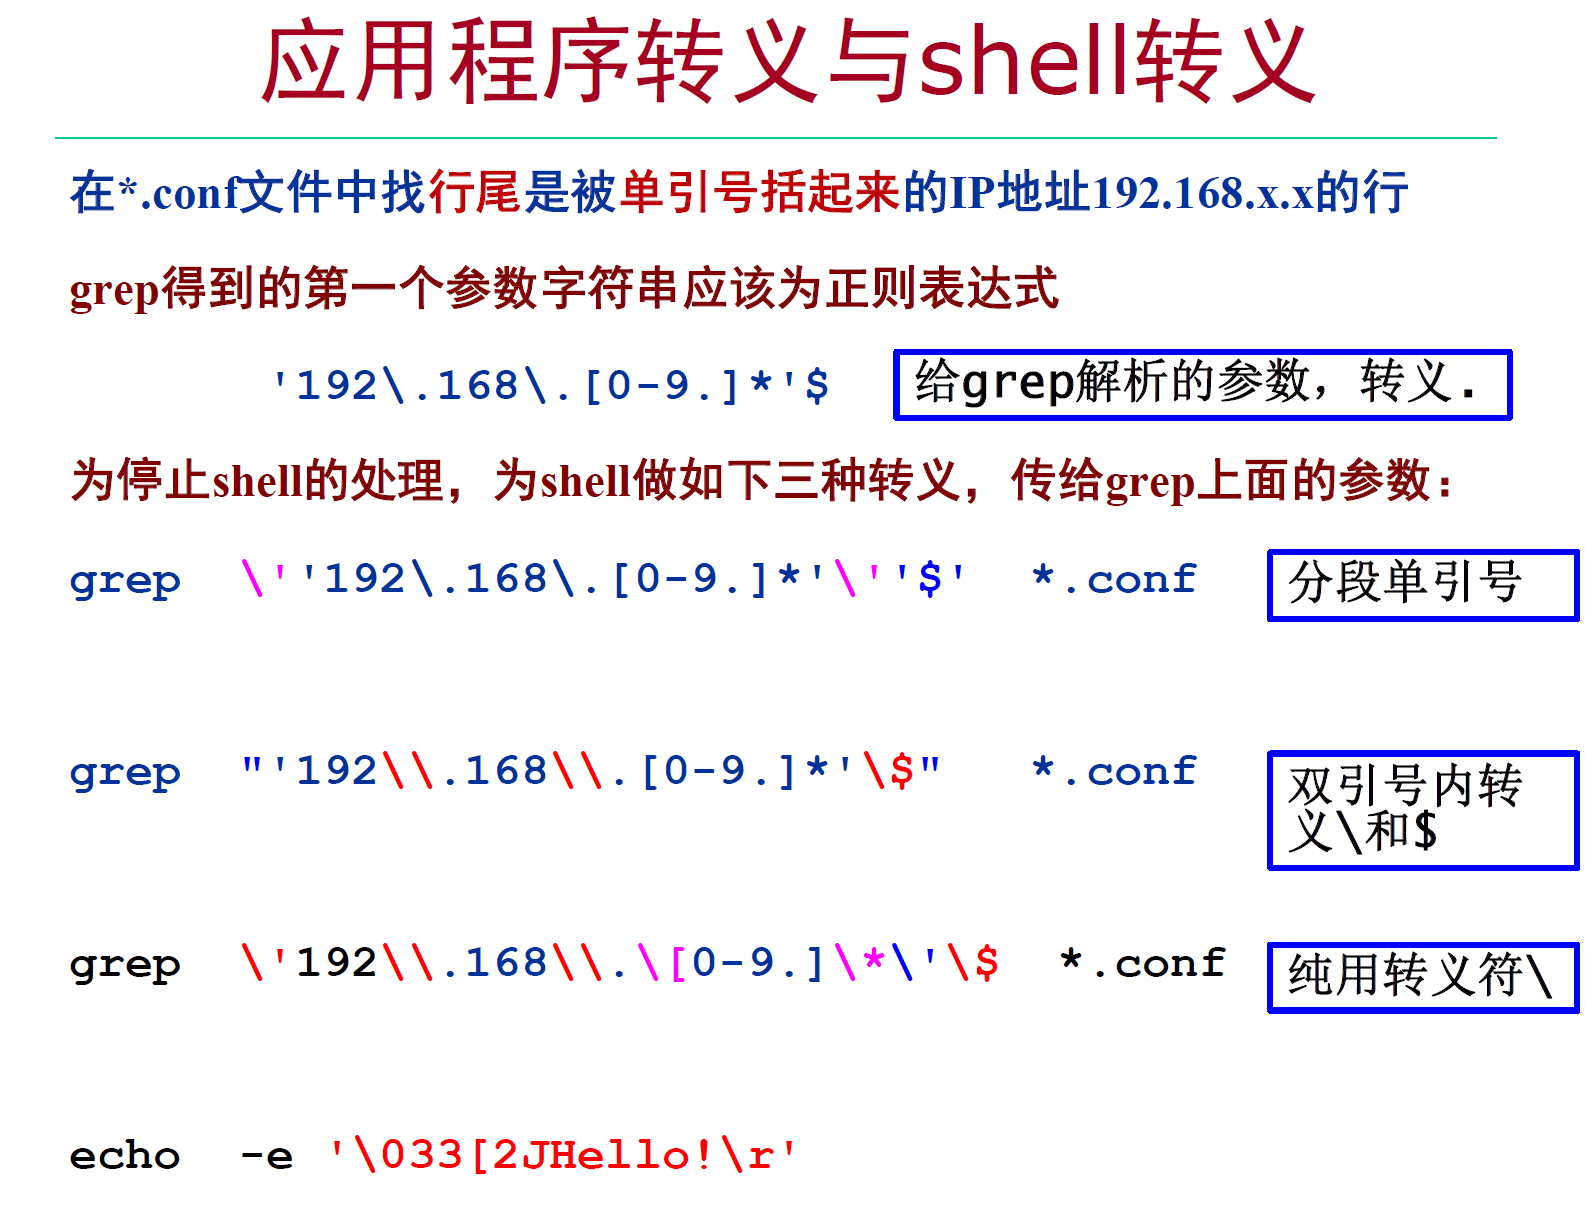 应用程序转义与shell转义
在*.conf文件中找行尾是被单引号括起来的IP地址192.168.x.x的行
grep得到的第一个参数字符串应该为正则表达式
'192\.168\.[0-9.]*'$ 给grep解析的参数，转义.
为停止shell的处理，为shell做如下三种转义，传给grep上面的参数：
grep \''192\.168\.[0-9.]*'\''$' *.conf 分段单引号
grep "'192\\.168\\.[0-9.]*'\$" *.conf 双引号内转
义\和$
grep \'192\\.168\\.\[0-9.]\*\'\$ *.conf 纯用转义符\
echo -e '\033[2JHello!\r'